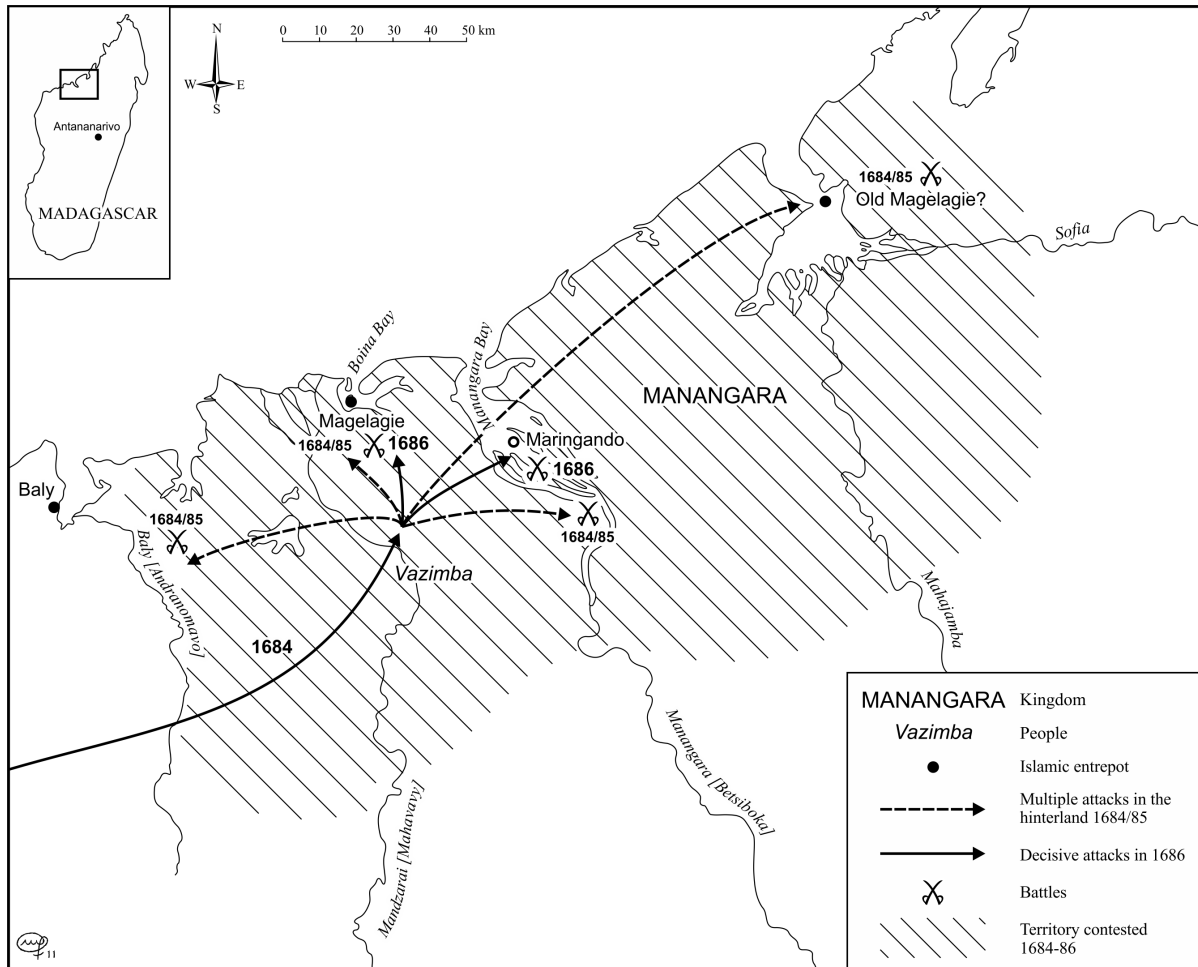 N
W E
S
0 10 20 30 40 50 km
Antananarivo
MADAGASCAR
1684/85
Old Magelagie?
Sofia
Boina Bay
Manangara Bay
MANANGARA
Magelagie
1684/85
1686
Maringando
1686
Baly
1684/85
1684/85
Baly [Andranomavo]
Vazimba
Mahajamba
1684
Mandzarai [Mahavavy]
Manangara [Betsiboka]
MANANGARA Kingdom
Vazimba People
Islamic entrepot
Multiple attacks in the
hinterland 1684/85
Decisive attacks in 1686
Battles
Territory contested
1684-86
11